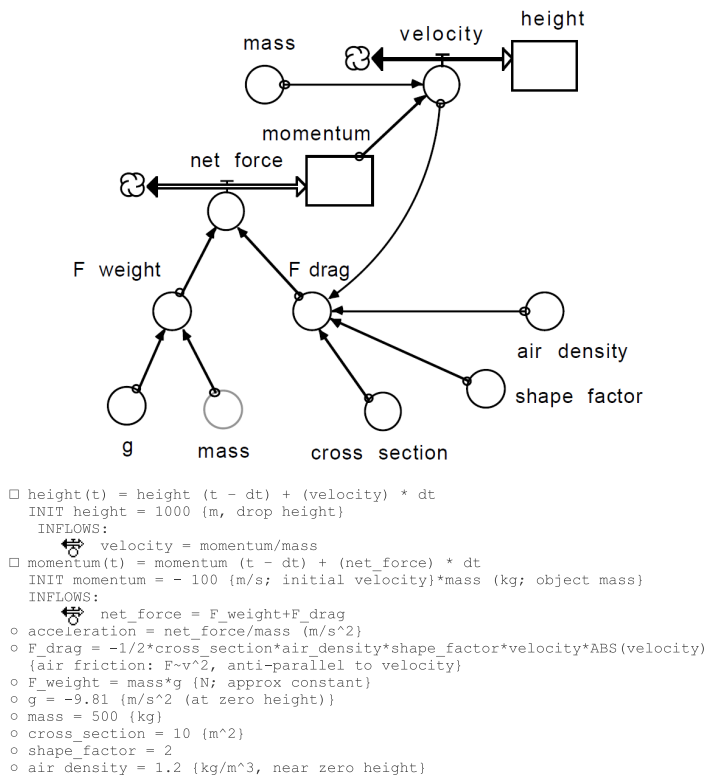 height
velocity
mass
momentum
net force
F weight
F drag
air density
shape factor
g
mass
cross section
height(t) = height (t - dt) + (velocity) * dt
INIT height = 1000 {m, drop height}
INFLOWS:
velocity = momentum/mass
momentum(t) = momentum (t - dt) + (net_force) * dt
INIT momentum = - 100 {m/s; initial velocity}*mass (kg; object mass}
INFLOWS:
net_force = F_weight+F_drag
acceleration = net_force/mass (m/s^2}
F_drag = -1/2*cross_section*air_density*shape_factor*velocity*ABS(velocity)
{air friction: F~v^2, anti-parallel to velocity}
F_weight = mass*g {N; approx constant}
g = -9.81 {m/s^2 (at zero height)}
mass = 500 {kg}
cross_section = 10 {m^2}
shape_factor = 2
air density = 1.2 {kg/m^3, near zero height}